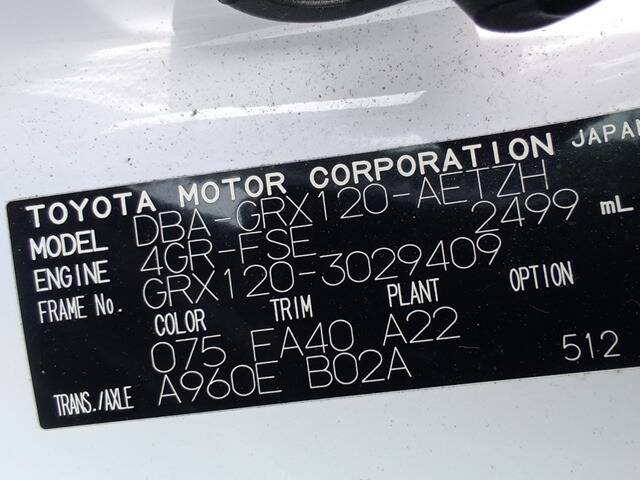 TOYOTA MOTOR CORPORATION JAPAN
MODEL DBA-GRX120-AETZH
ENGINE 4GR-FSE 2499 mL
FRAME No. GRX120-3029409
COLOR TRIM PLANT OPTION
075 FA40 A22
TRANS./AXLE A960E B02A 512